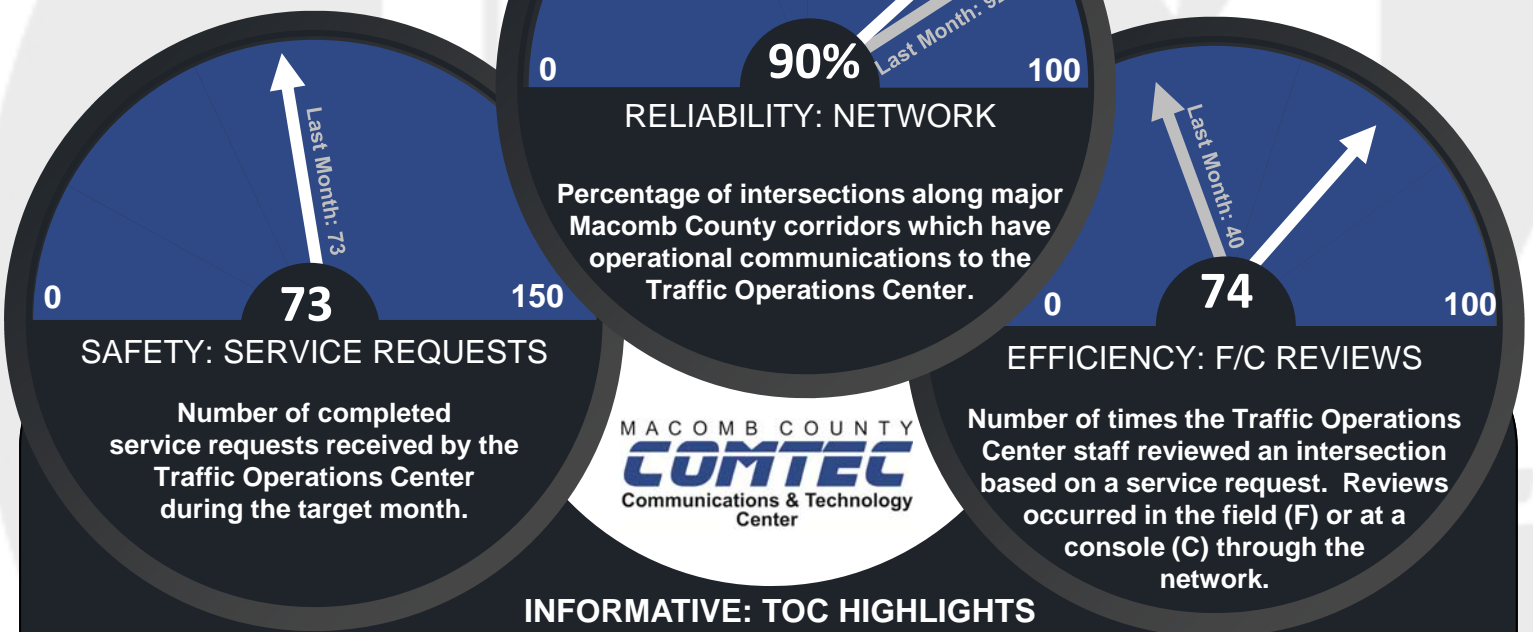 Last Month: 73
0
150
73
SAFETY: SERVICE REQUESTS
Number of completed
service requests received by the
Traffic Operations Center
during the target month.
Last Month:
0
100
90%
RELIABILITY: NETWORK
Percentage of intersections along major
Macomb County corridors which have
operational communications to the
Traffic Operations Center.
Last Month: 40
0
100
74
EFFICIENCY: F/C REVIEWS
Number of times the Traffic Operations
Center staff reviewed an intersection
based on a service request. Reviews
occurred in the field (F) or at a
console (C) through the
network.
MACOMB COUNTY
COMTEC
Communications & Technology
Center
INFORMATIVE: TOC HIGHLIGHTS